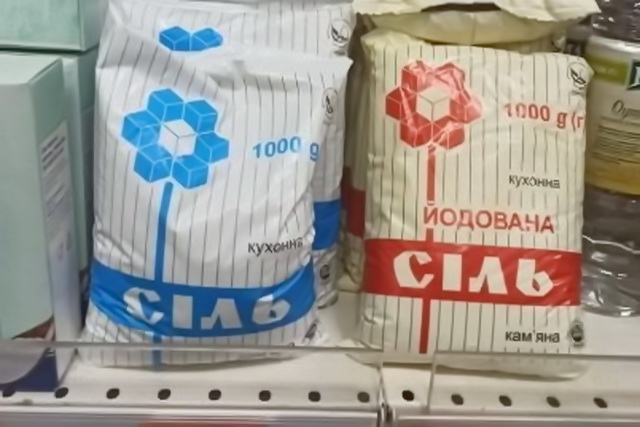 1000 g
кухонна
СІЛЬ
1000 g (г
кухонна
ЙОДОВАНА
СІЛЬ
кам'яна